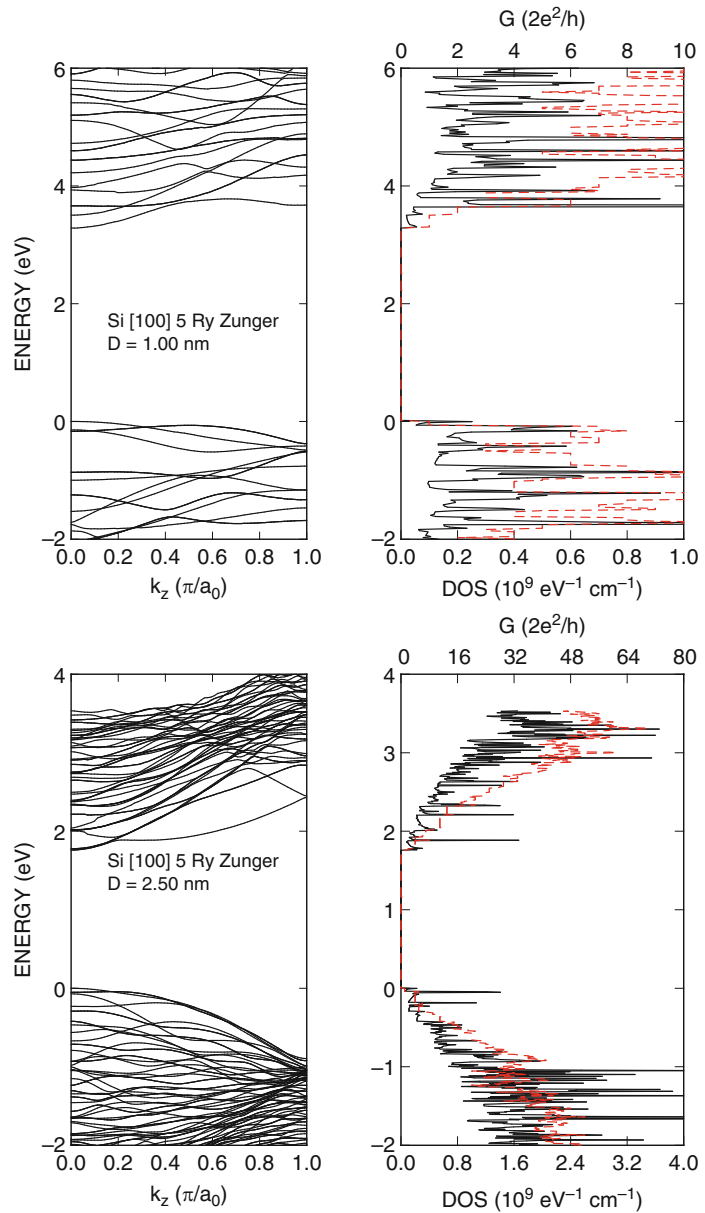 G (2e²/h)
0 2 4 6 8 10
6
4
2
0
−2
ENERGY (eV)
Si [100] 5 Ry Zunger
D = 1.00 nm
0.0 0.2 0.4 0.6 0.8 1.0
k_z (π/a₀)
6
4
2
0
−2
0 0.2 0.4 0.6 0.8 1.0
DOS (10⁹ eV⁻¹ cm⁻¹)
G (2e²/h)
0 16 32 48 64 80
4
3
2
1
0
−1
−2
ENERGY (eV)
Si [100] 5 Ry Zunger
D = 2.50 nm
0.0 0.2 0.4 0.6 0.8 1.0
k_z (π/a₀)
4
3
2
1
0
−1
−2
0.0 0.8 1.6 2.4 3.2 4.0
DOS (10⁹ eV⁻¹ cm⁻¹)